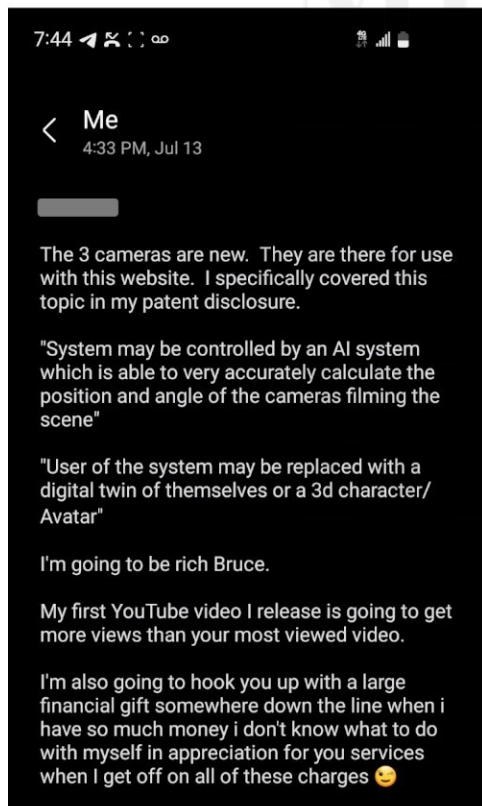 7:44
Me
4:33 PM, Jul 13
The 3 cameras are new.  They are there for use
with this website.  I specifically covered this
topic in my patent disclosure.
"System may be controlled by an AI system
which is able to very accurately calculate the
position and angle of the cameras filming the
scene"
"User of the system may be replaced with a
digital twin of themselves or a 3d character/
Avatar"
I'm going to be rich Bruce.
My first YouTube video I release is going to get
more views than your most viewed video.
I'm also going to hook you up with a large
financial gift somewhere down the line when i
have so much money i don't know what to do
with myself in appreciation for you services
when I get off on all of these charges 😉